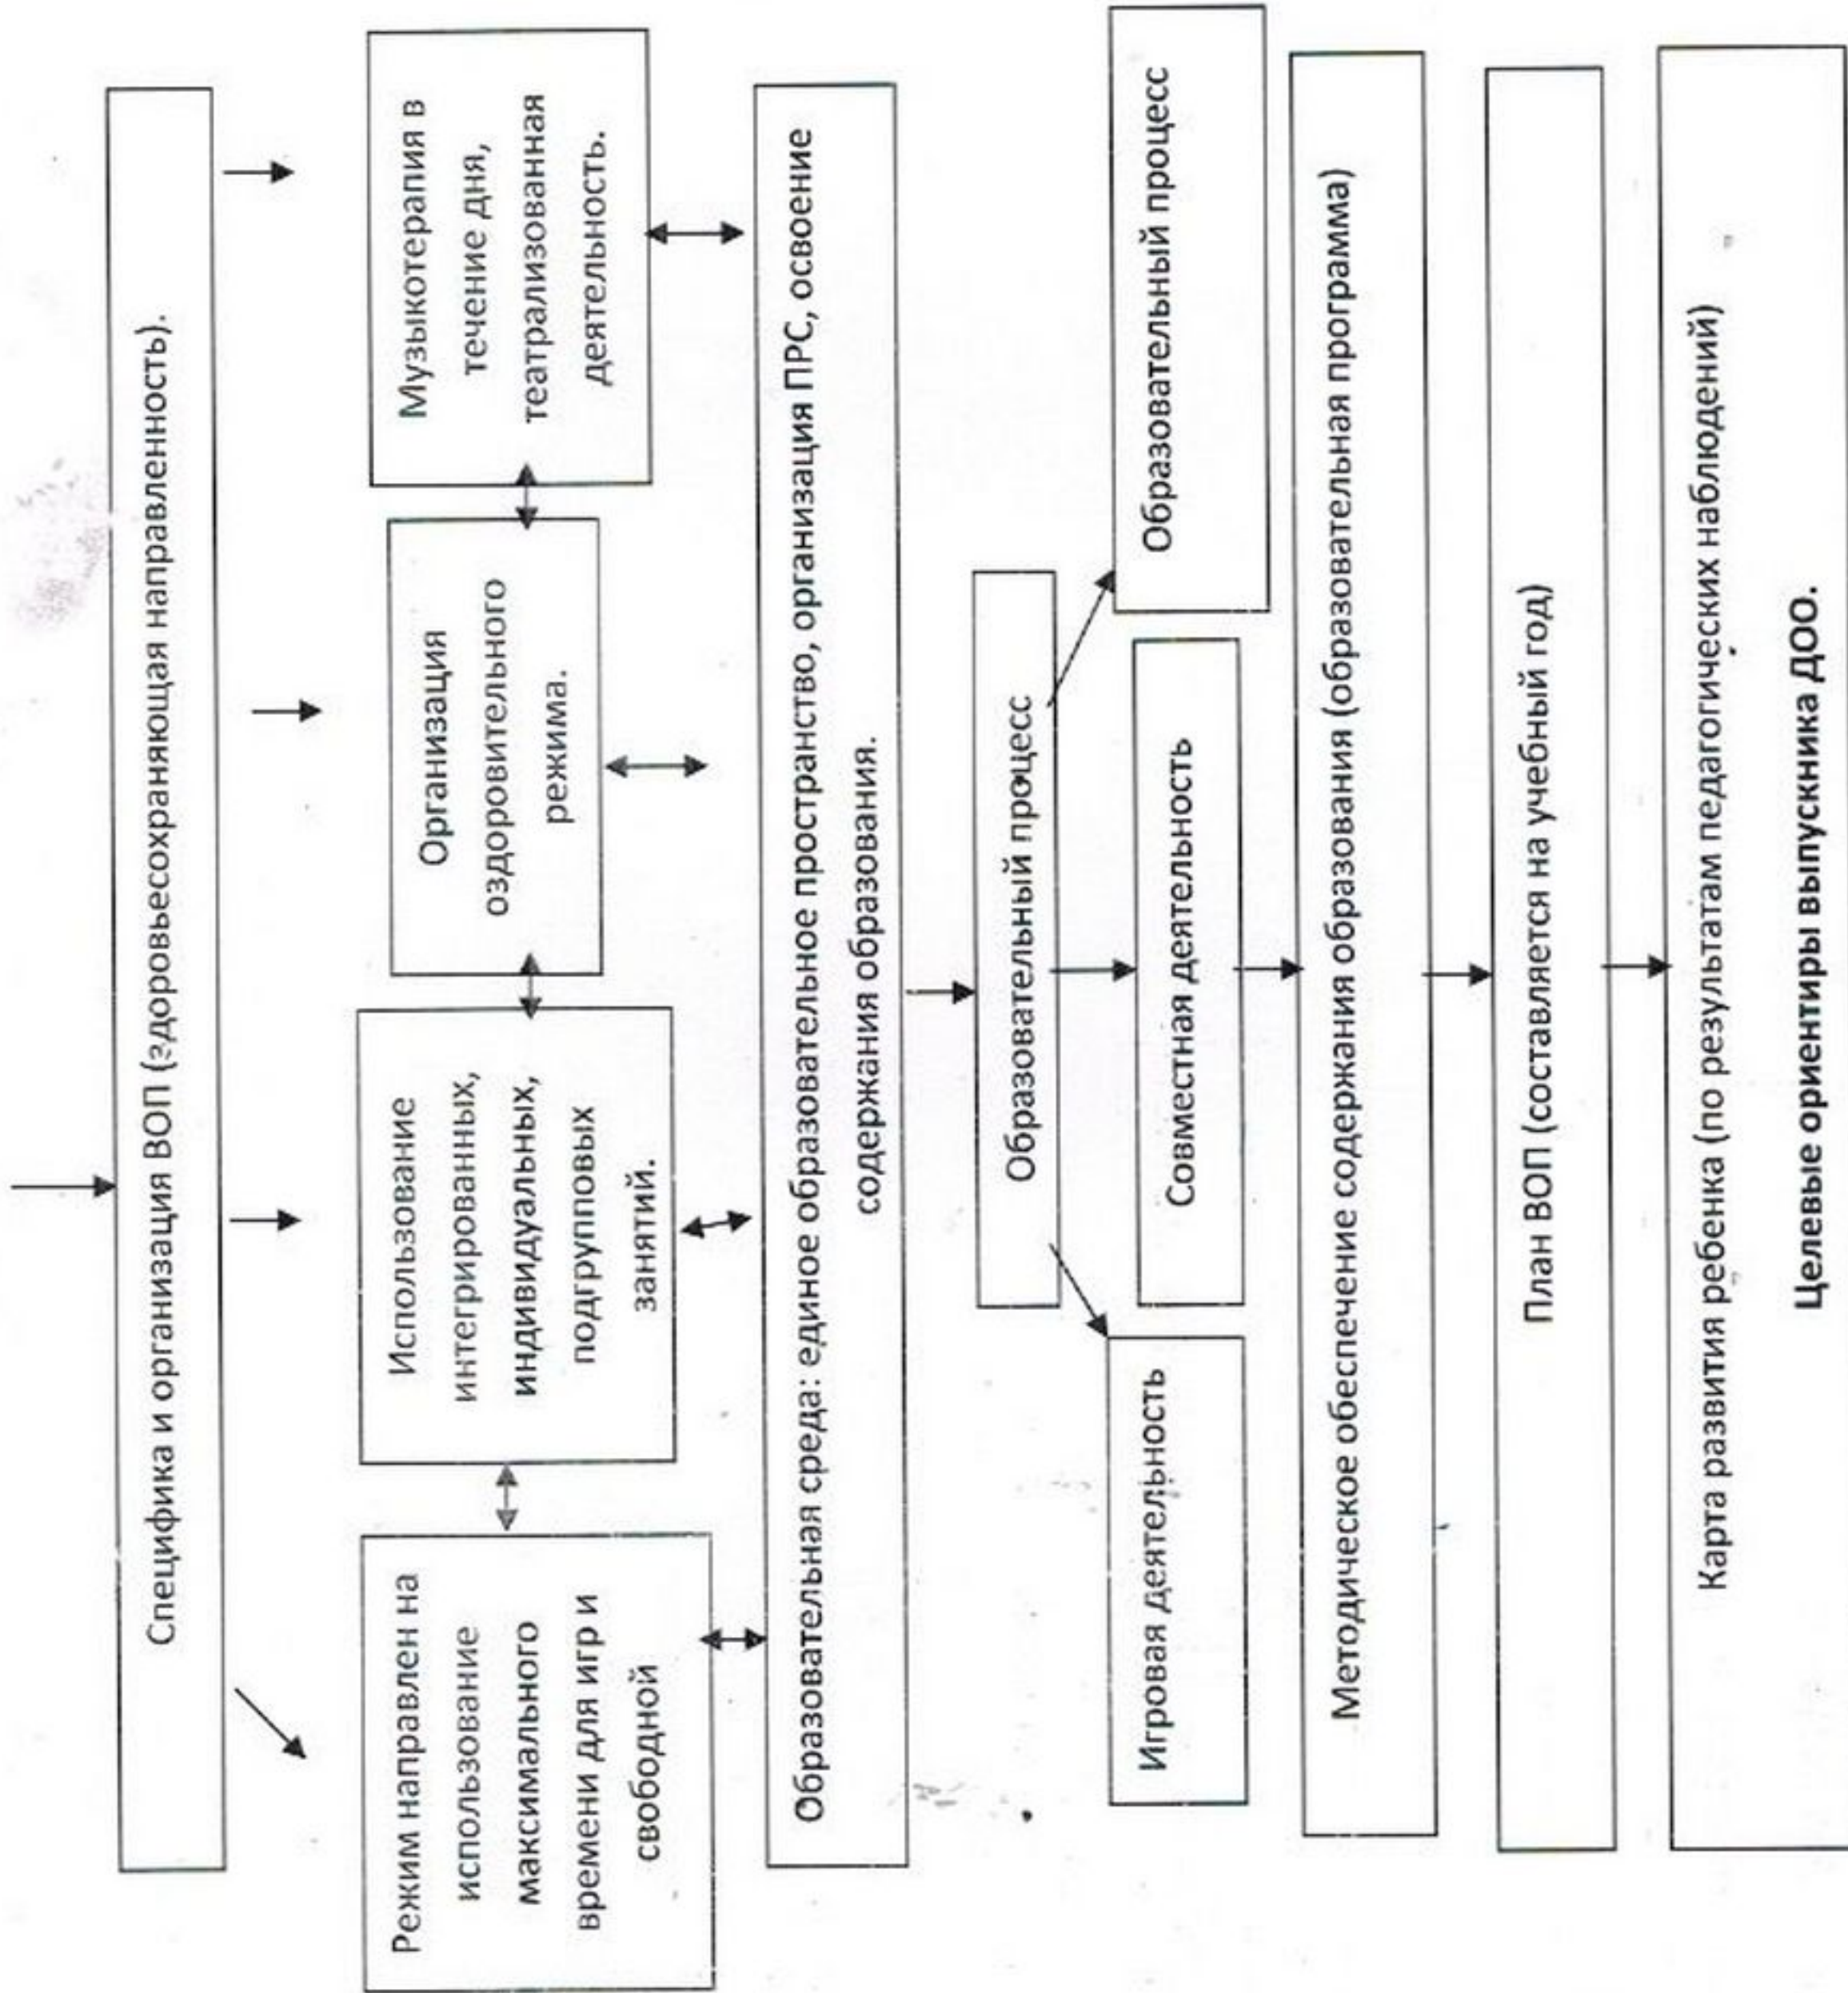 Специфика и организация ВОП (здоровьесохраняющая направленность).
Режим направлен на
использование
максимального
времени для игр и
свободной
Использование
интегрированных,
индивидуальных,
подгрупповых
занятий.
Организация
оздоровительного
режима.
Музыкотерапия в
течение дня,
театрализованная
деятельность.
Образовательная среда: единое образовательное пространство, организация ПРС, освоение
содержания образования.
Образовательный процесс
Игровая деятельность
Совместная деятельность
Образовательный процесс
Методическое обеспечение содержания образования (образовательная программа)
План ВОП (составляется на учебный год)
Карта развития ребенка (по результатам педагогических наблюдений)
Целевые ориентиры выпускника ДОО.